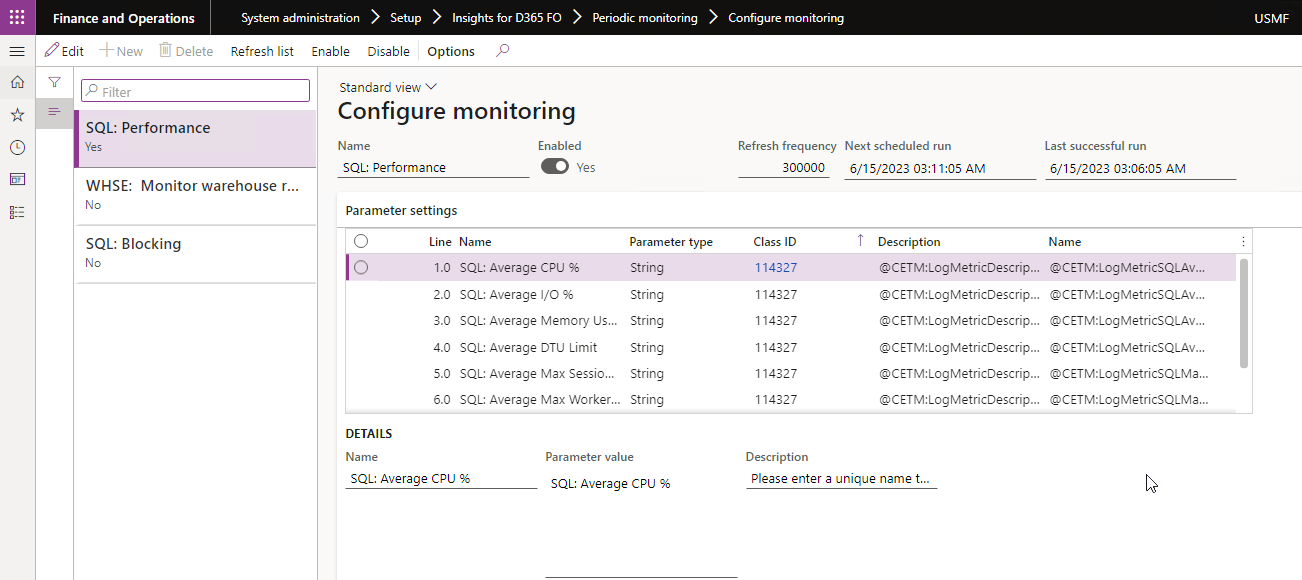 Finance and Operations System administration Setup Insights for D365 FO Periodic monitoring Configure monitoring USMF
Edit New Delete Refresh list Enable Disable Options
Filter
SQL: Performance
Yes
WHSE: Monitor warehouse r...
No
SQL: Blocking
No
Standard view
Configure monitoring
Name Enabled Refresh frequency Next scheduled run Last successful run
SQL: Performance Yes 300000 6/15/2023 03:11:05 AM 6/15/2023 03:06:05 AM
Parameter settings
Line Name Parameter type Class ID Description Name
1.0 SQL: Average CPU % String 114327 @CETM:LogMetricDescrip... @CETM:LogMetricSQLAv...
2.0 SQL: Average I/O % String 114327 @CETM:LogMetricDescrip... @CETM:LogMetricSQLAv...
3.0 SQL: Average Memory Us... String 114327 @CETM:LogMetricDescrip... @CETM:LogMetricSQLAv...
4.0 SQL: Average DTU Limit String 114327 @CETM:LogMetricDescrip... @CETM:LogMetricSQLAv...
5.0 SQL: Average Max Sessio... String 114327 @CETM:LogMetricDescrip... @CETM:LogMetricSQLMa...
6.0 SQL: Average Max Worker... String 114327 @CETM:LogMetricDescrip... @CETM:LogMetricSQLMa...
DETAILS
Name Parameter value Description
SQL: Average CPU % SQL: Average CPU % Please enter a unique name t...